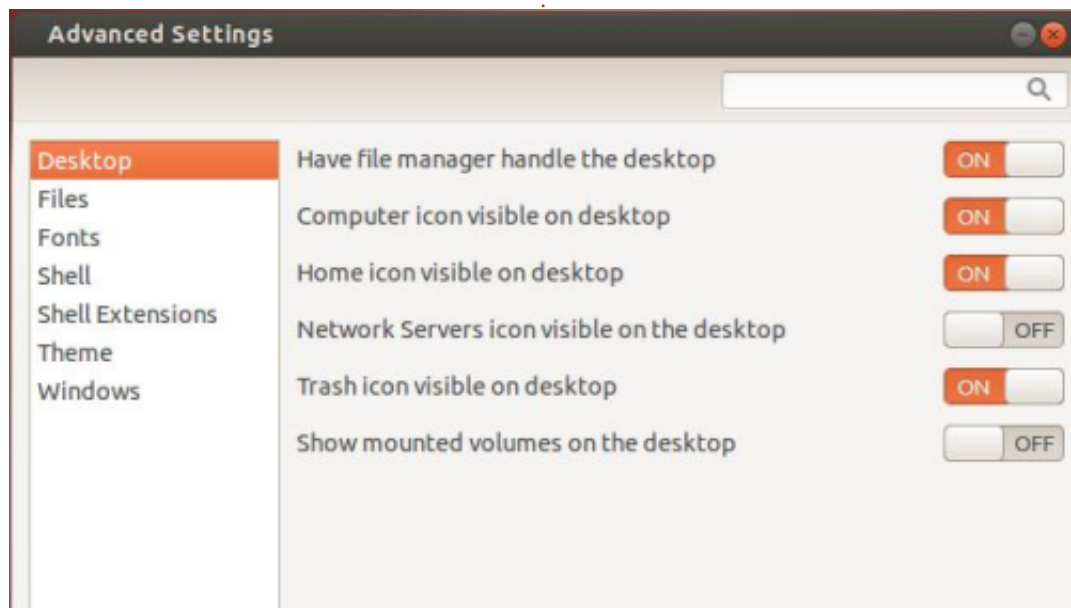 Advanced Settings
Desktop
Files
Fonts
Shell
Shell Extensions
Theme
Windows
Have file manager handle the desktop ON
Computer icon visible on desktop ON
Home icon visible on desktop ON
Network Servers icon visible on the desktop OFF
Trash icon visible on desktop ON
Show mounted volumes on the desktop OFF